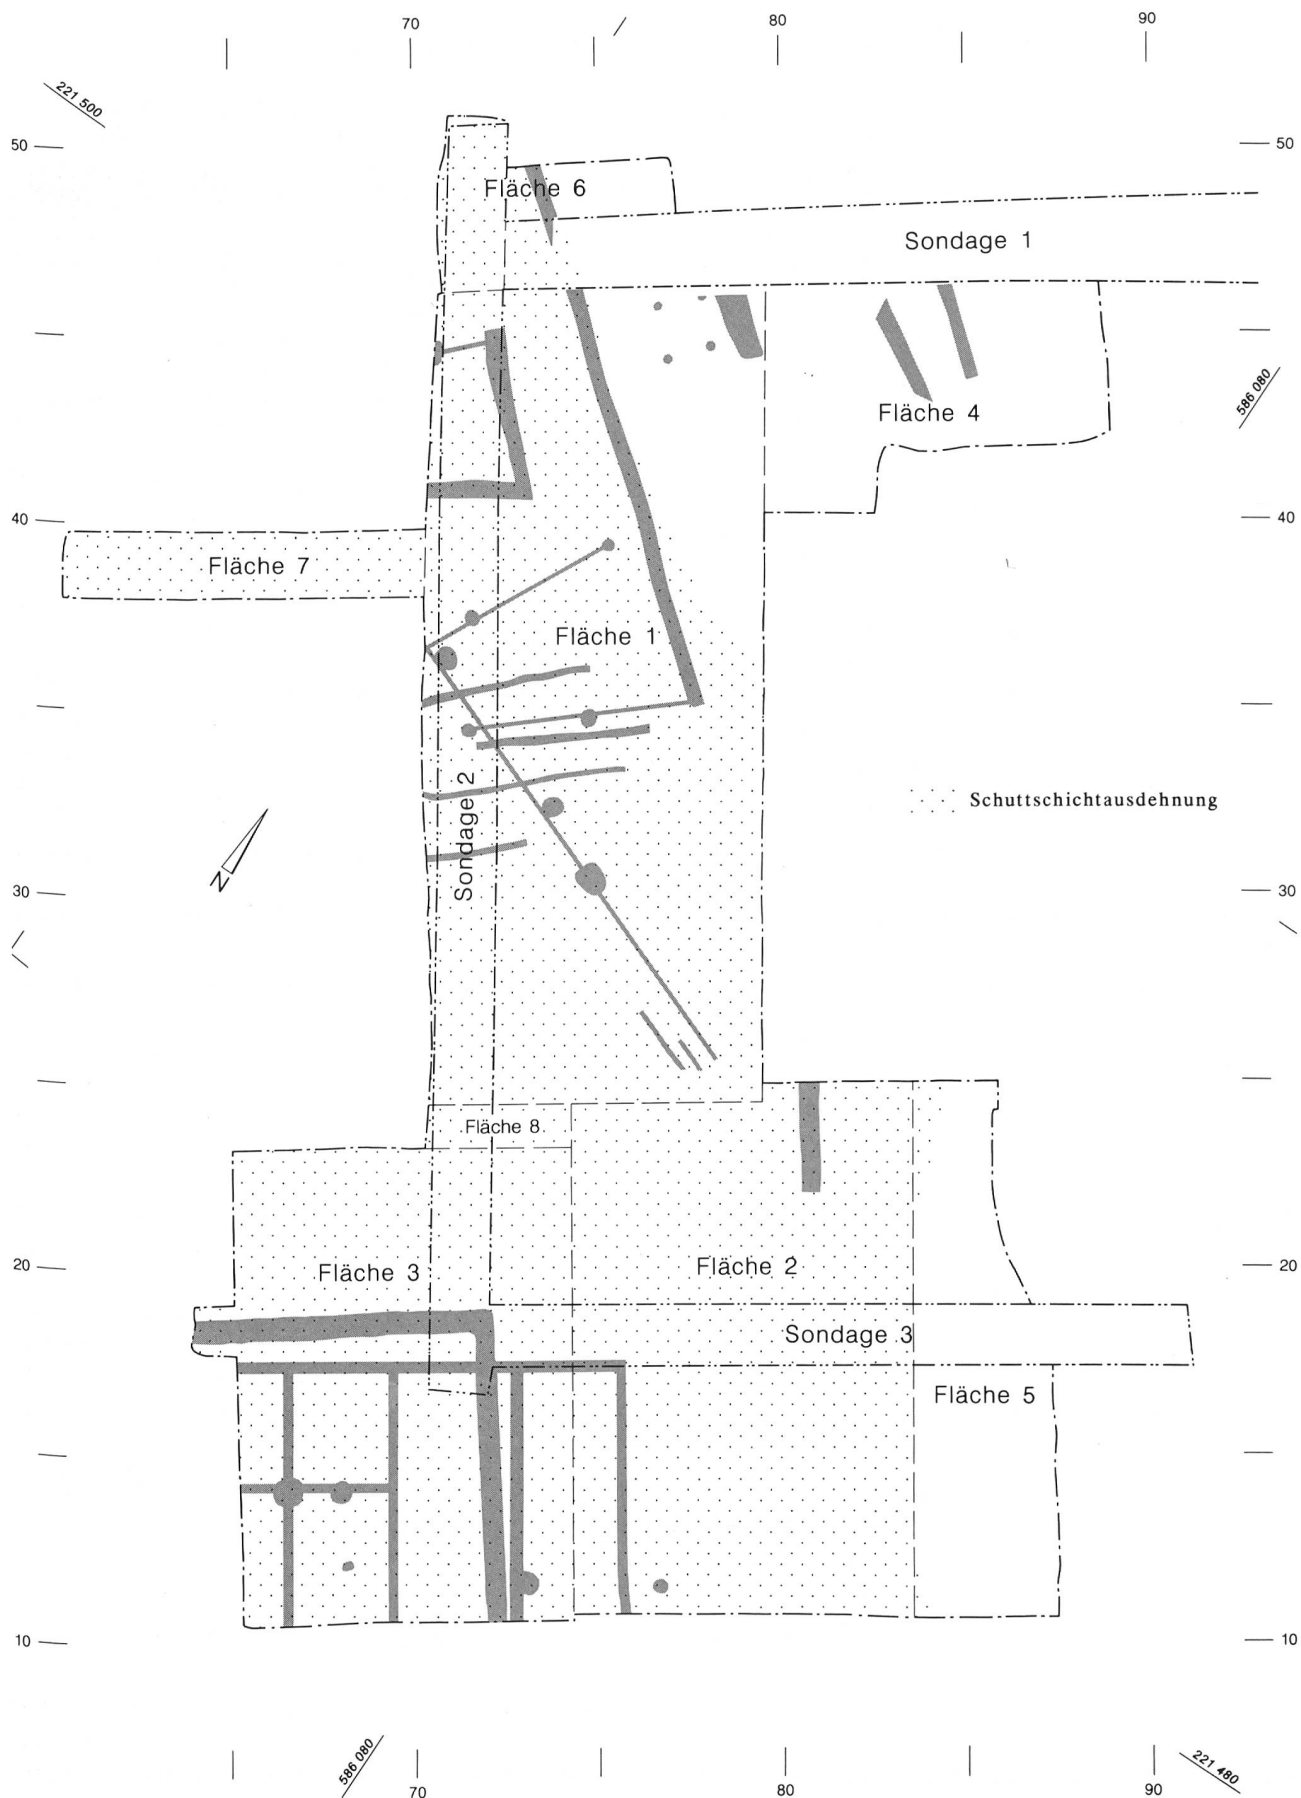 70
80
90
221 500
50
50
Fläche 6
Sondage 1
586 080
Fläche 4
40
40
Fläche 7
Fläche 1
Sondage 2
Schuttschichtausdehnung
N
30
30
Fläche 8
20
Fläche 3
Fläche 2
20
Sondage 3
Fläche 5
10
10
586 080
221 480
70
80
90